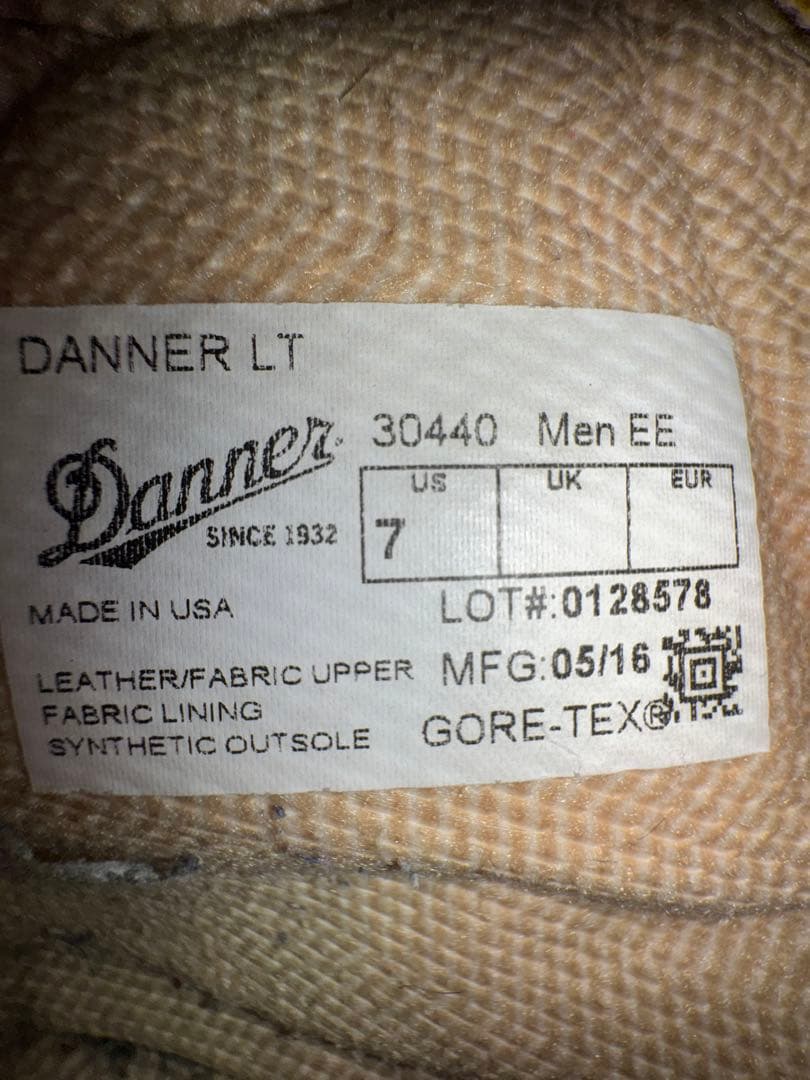 DANNER LT
Danner
SINCE 1932
30440 Men EE
US UK EUR
7
MADE IN USA
LOT#:0128578
LEATHER/FABRIC UPPER
FABRIC LINING
SYNTHETIC OUTSOLE
MFG:05/16
GORE-TEX®